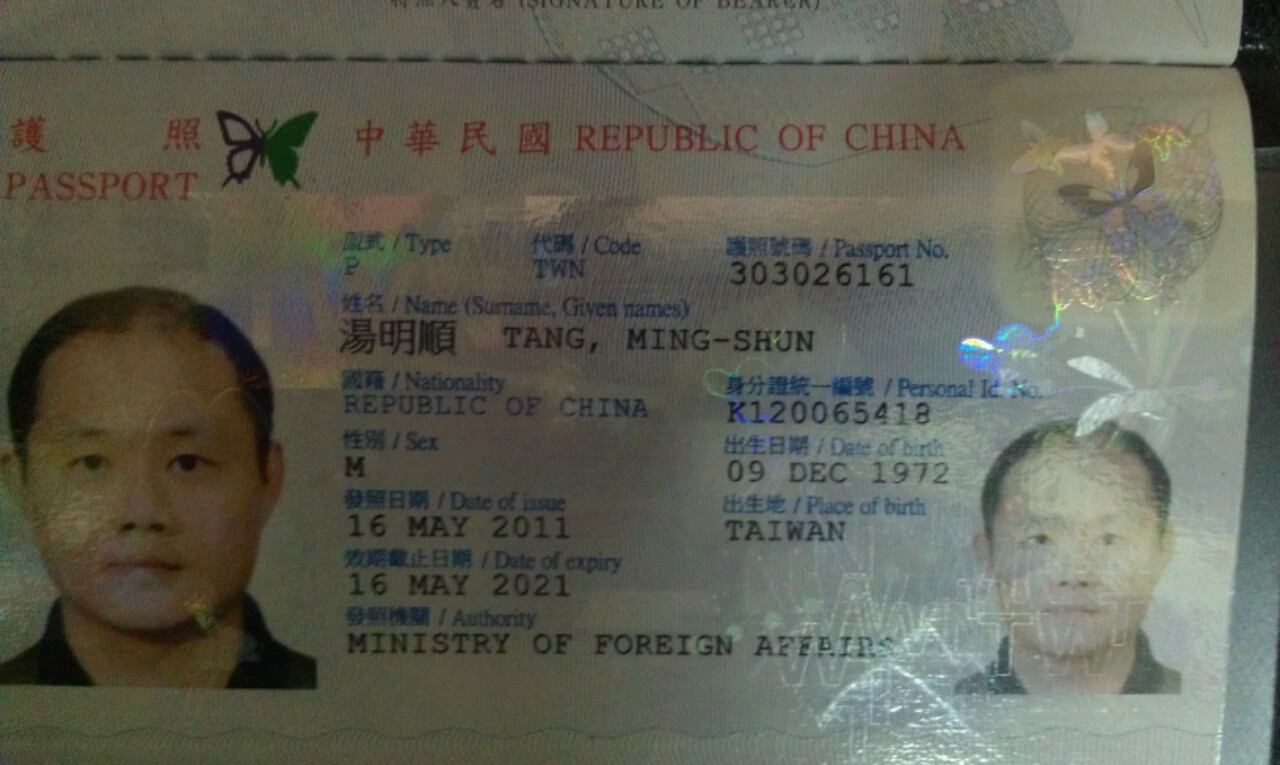 持照人簽名 (SIGNATURE OF BEARER)
護照 中華民國 REPUBLIC OF CHINA
PASSPORT
型式 / Type 代碼 / Code 護照號碼 / Passport No.
P TWN 303026161
姓名 / Name (Surname, Given names)
湯明順 TANG, MING-SHUN
國籍 / Nationality 身分證統一編號 / Personal Id. No.
REPUBLIC OF CHINA K120065418
性別 / Sex 出生日期 / Date of birth
M 09 DEC 1972
發照日期 / Date of issue 出生地 / Place of birth
16 MAY 2011 TAIWAN
效期截止日期 / Date of expiry
16 MAY 2021
發照機關 / Authority
MINISTRY OF FOREIGN AFFAIRS